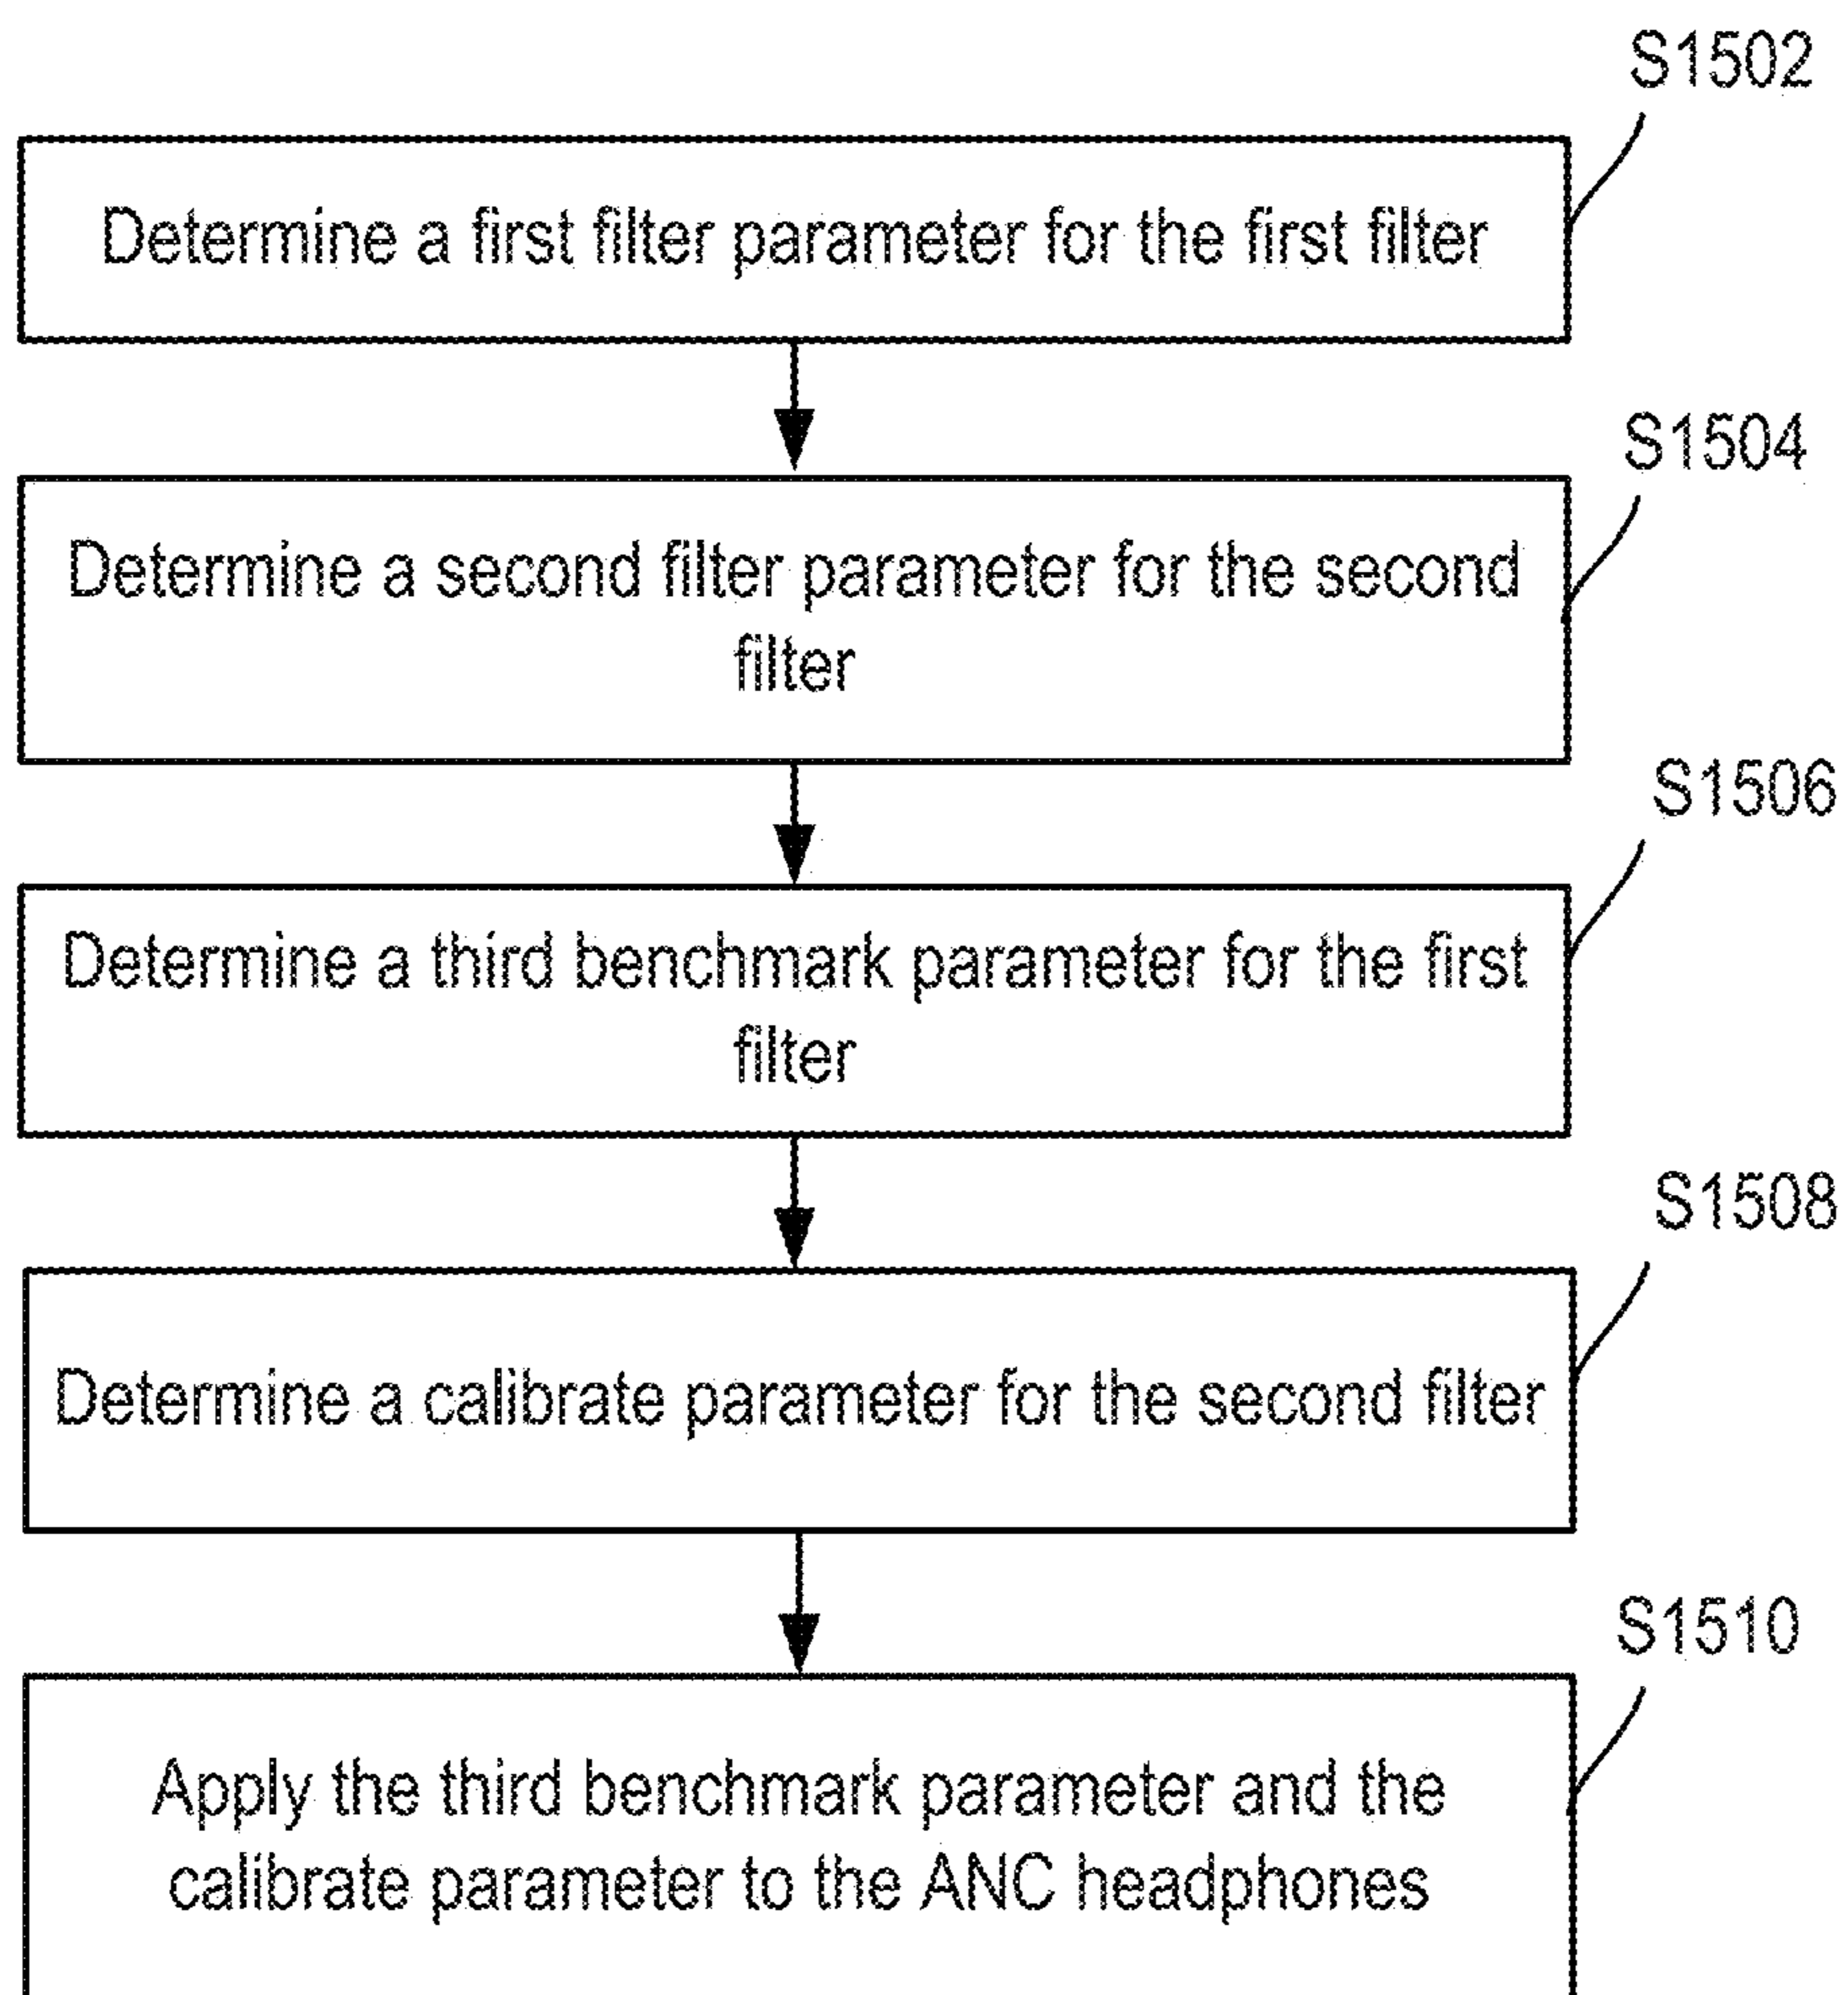 S1502
Determine a first filter parameter for the first filter
S1504
Determine a second filter parameter for the second
filter
S1506
Determine a third benchmark parameter for the first
filter
S1508
Determine a calibrate parameter for the second filter
S1510
Apply the third benchmark parameter and the
calibrate parameter to the ANC headphones